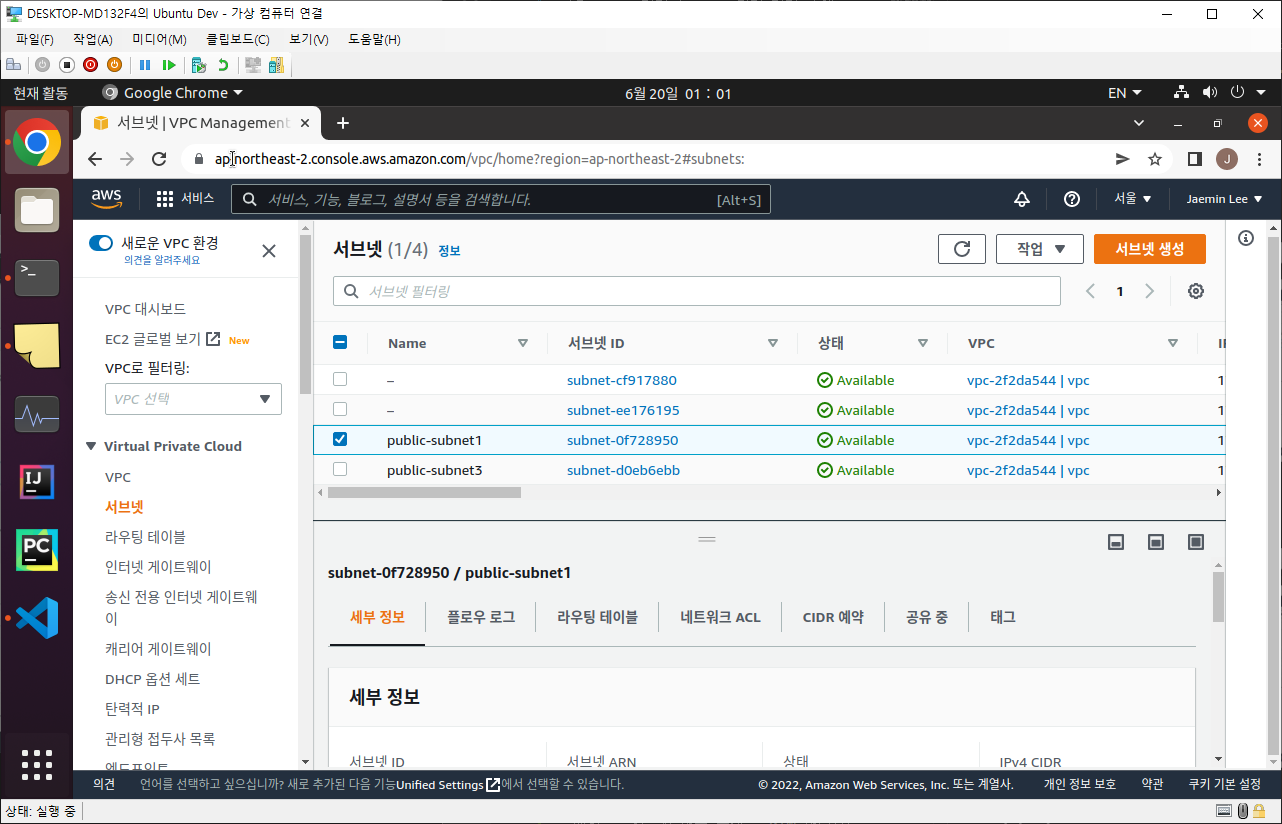 DESKTOP-MD132F4의 Ubuntu Dev - 가상 컴퓨터 연결
파일(F) 작업(A) 미디어(M) 클립보드(C) 보기(V) 도움말(H)
현재 활동 Google Chrome 6월 20일 01 : 01 EN
서브넷 | VPC Management
ap-northeast-2.console.aws.amazon.com/vpc/home?region=ap-northeast-2#subnets: J
aws 서비스 서비스, 기능, 블로그, 설명서 등을 검색합니다. [Alt+S] 서울 Jaemin Lee
새로운 VPC 환경
의견을 알려주세요
VPC 대시보드
EC2 글로벌 보기 New
VPC로 필터링:
VPC 선택
Virtual Private Cloud
VPC
서브넷
라우팅 테이블
인터넷 게이트웨이
송신 전용 인터넷 게이트웨
이
캐리어 게이트웨이
DHCP 옵션 세트
탄력적 IP
관리형 접두사 목록
엔드포인트
서브넷 (1/4) 정보 작업 서브넷 생성
서브넷 필터링 1
Name 서브넷 ID 상태 VPC
– subnet-cf917880 Available vpc-2f2da544 | vpc 1
– subnet-ee176195 Available vpc-2f2da544 | vpc 1
public-subnet1 subnet-0f728950 Available vpc-2f2da544 | vpc 1
public-subnet3 subnet-d0eb6ebb Available vpc-2f2da544 | vpc 1
subnet-0f728950 / public-subnet1
세부 정보 플로우 로그 라우팅 테이블 네트워크 ACL CIDR 예약 공유 중 태그
세부 정보
서브넷 ID 서브넷 ARN 상태 IPv4 CIDR
IJ
PC
의견 언어를 선택하고 싶으십니까? 새로 추가된 다음 기능Unified Settings에서 선택할 수 있습니다. © 2022, Amazon Web Services, Inc. 또는 계열사. 개인 정보 보호 약관 쿠키 기본 설정
상태: 실행 중